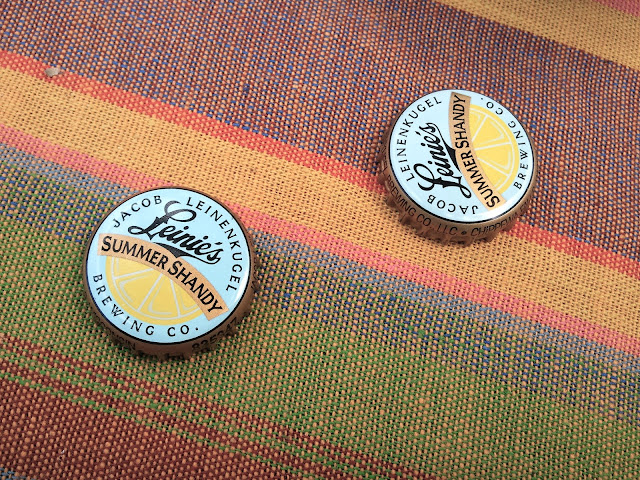 JACOB LEINENKUGEL
Leinie's
SUMMER SHANDY
BREWING CO.
JACOB LEINENKUGEL
Leinie's
SUMMER SHANDY
BREWING CO.
BREWING CO. LLC • CHIPPEWA